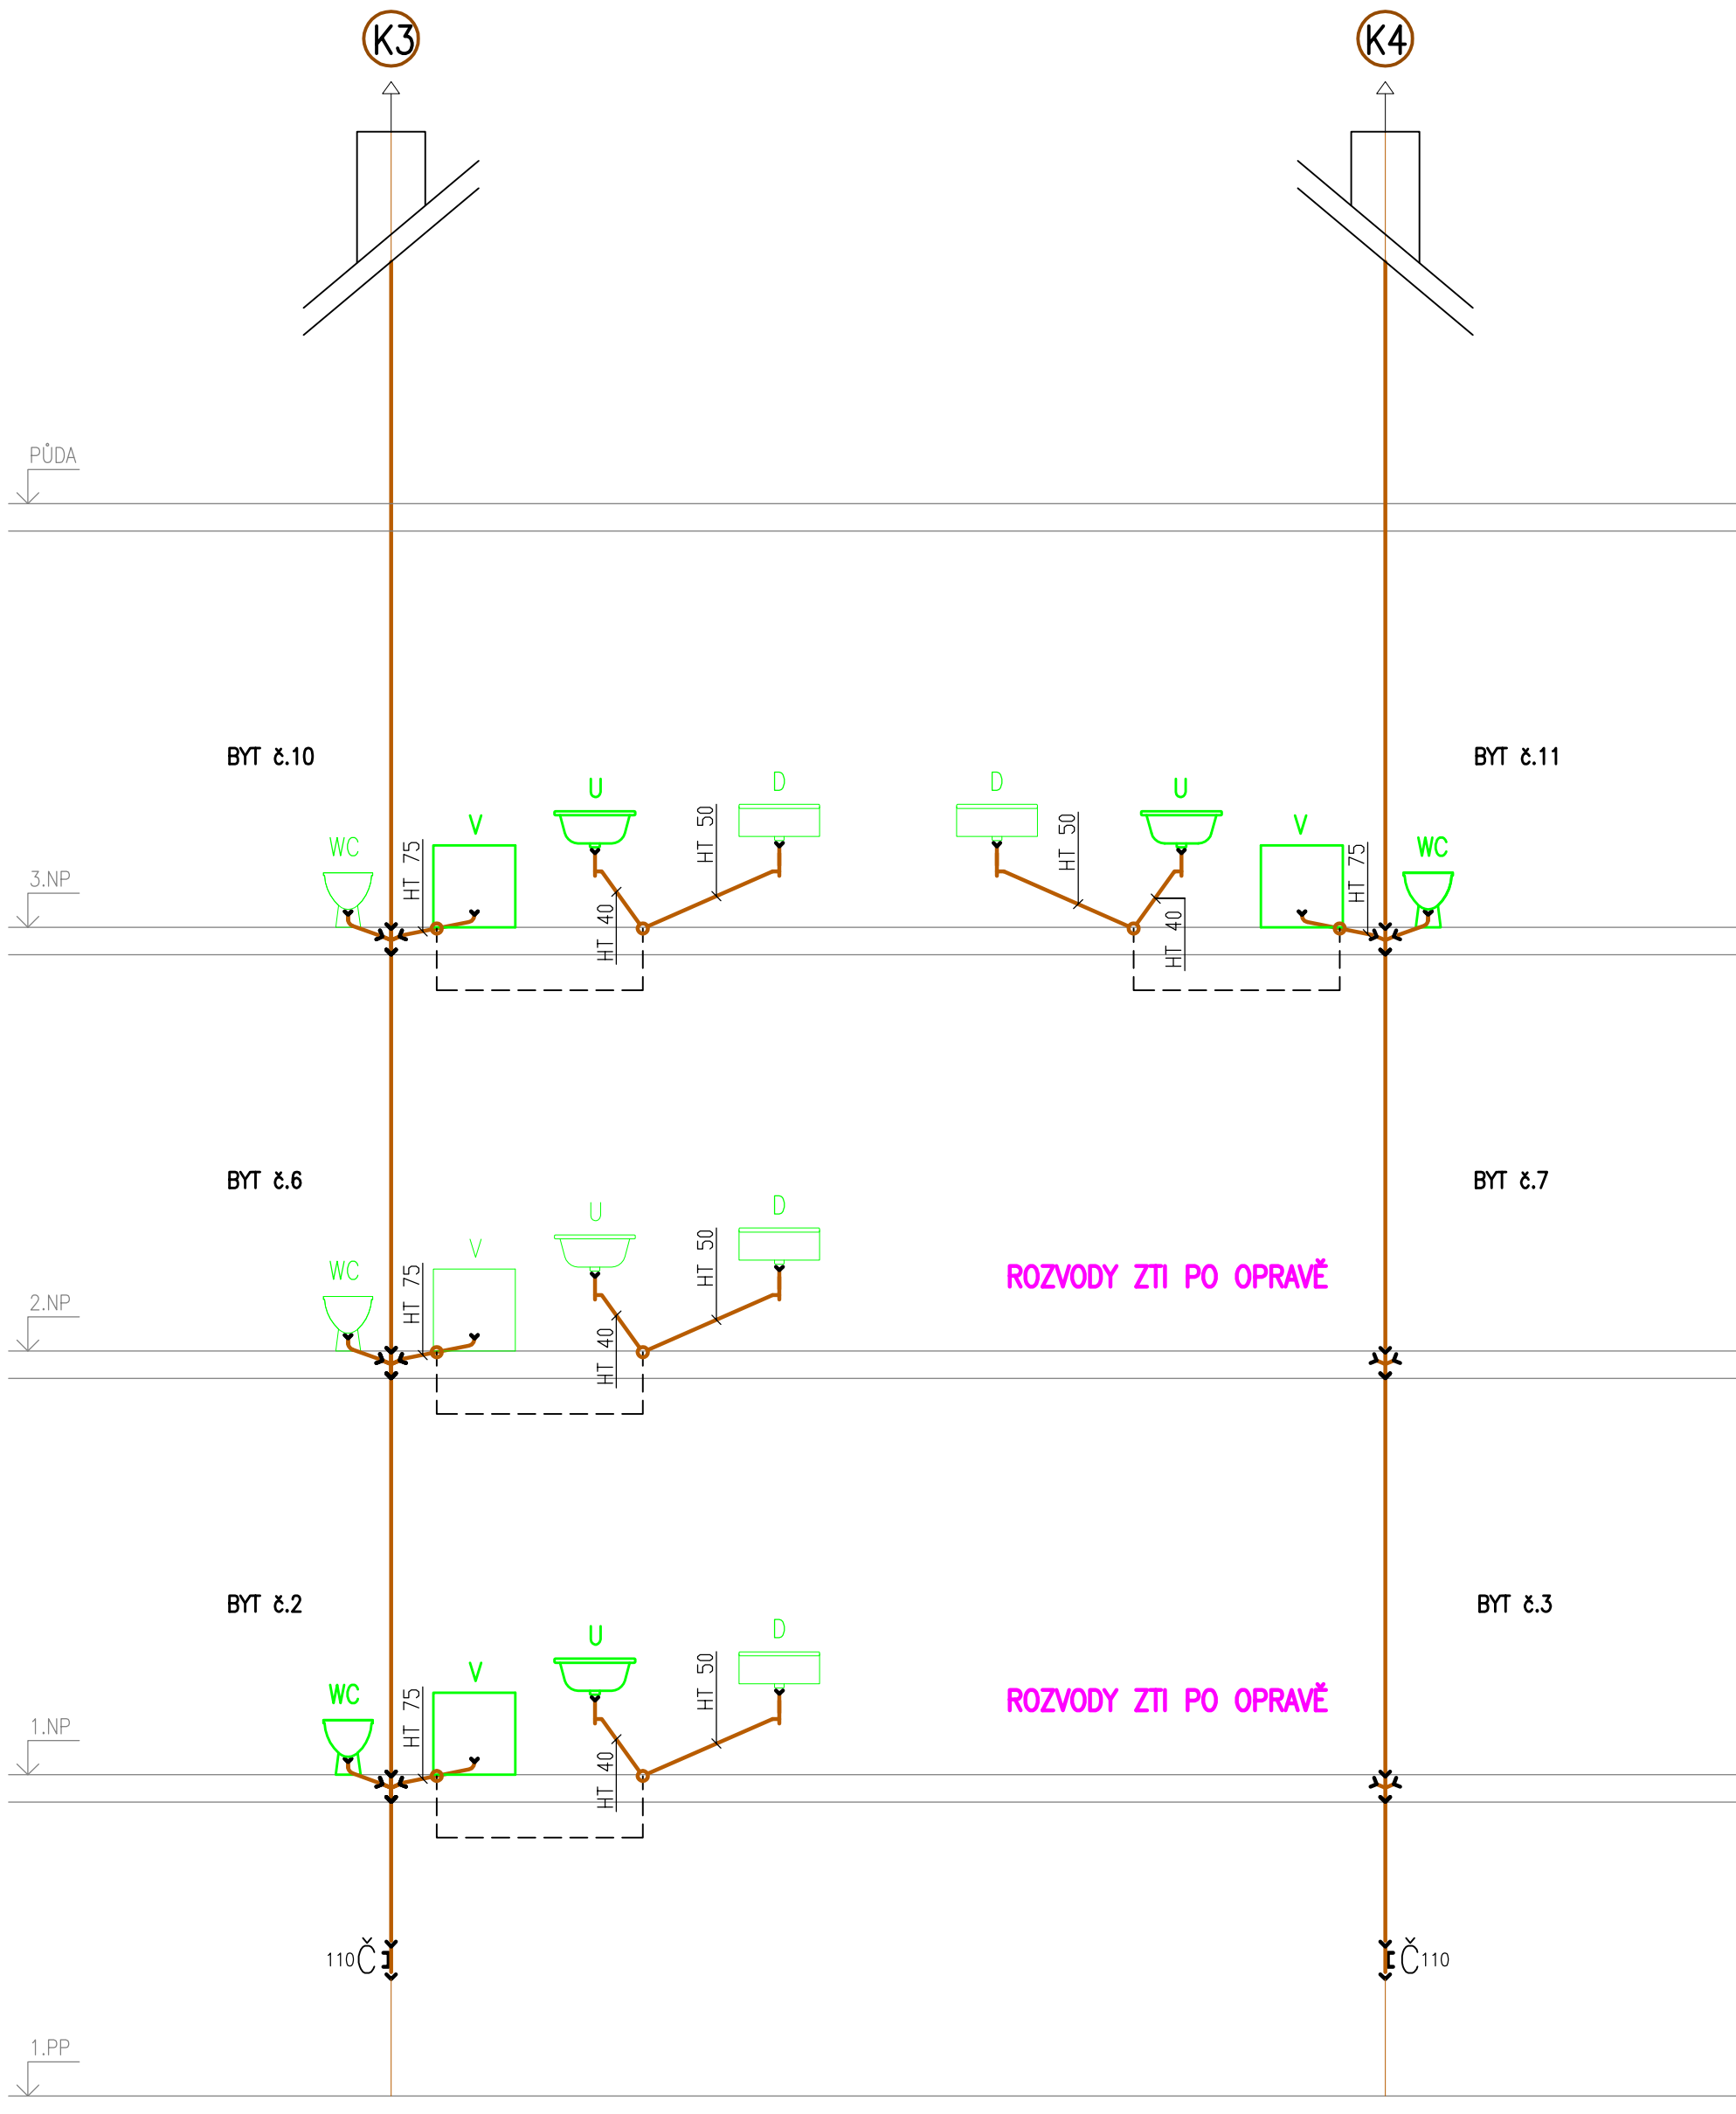 K3
K4
PŮDA
BYT č.10
BYT č.11
U
D
D
U
V
V
WC
WC
HT 75
HT 40
HT 50
HT 50
HT 40
HT 75
3.NP
BYT č.6
BYT č.7
U
D
V
WC
HT 75
HT 40
HT 50
ROZVODY ZTI PO OPRAVĚ
2.NP
BYT č.2
BYT č.3
U
D
V
WC
HT 75
HT 40
HT 50
ROZVODY ZTI PO OPRAVĚ
1.NP
110 Č
Č 110
1.PP